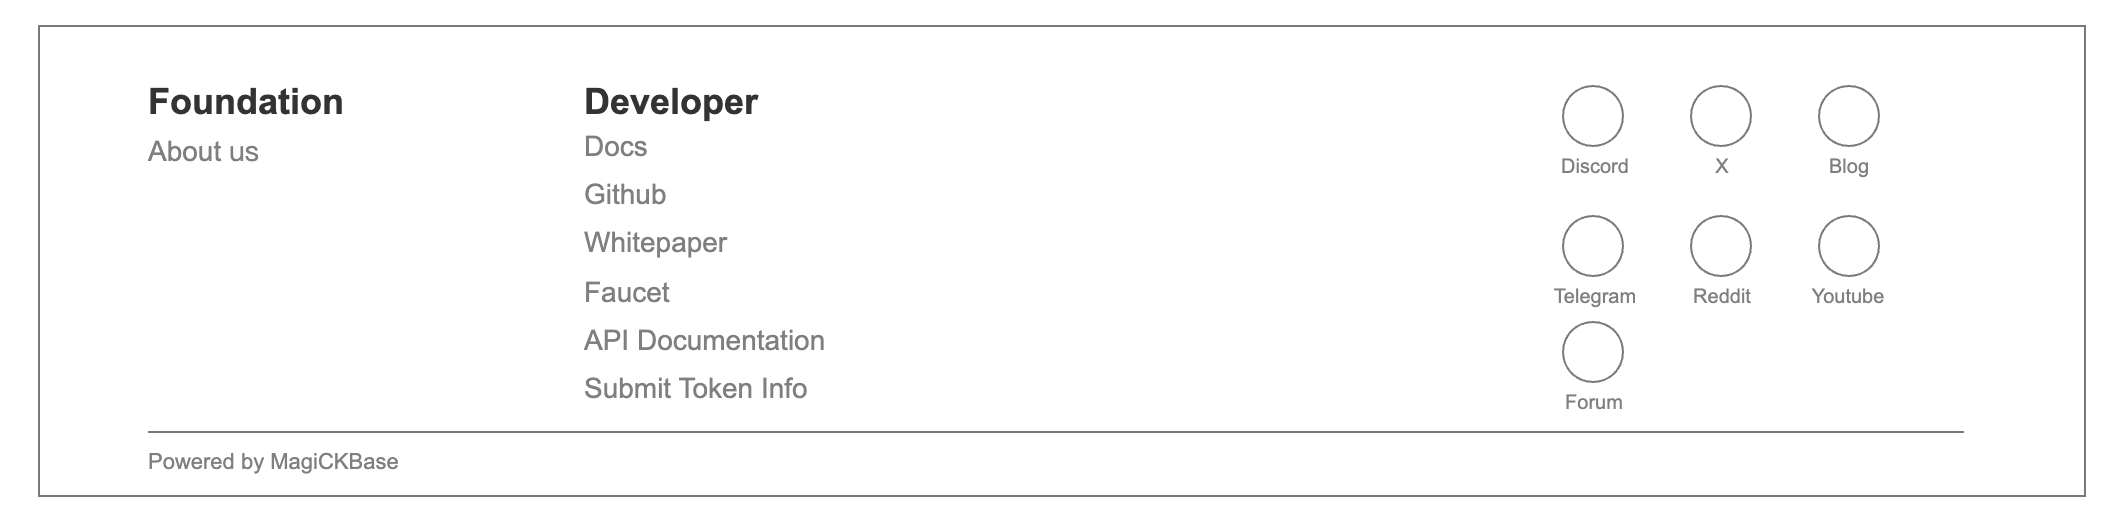 Foundation
About us
Developer
Docs
Github
Whitepaper
Faucet
API Documentation
Submit Token Info
Discord
X
Blog
Telegram
Reddit
Youtube
Forum
Powered by MagiCKBase